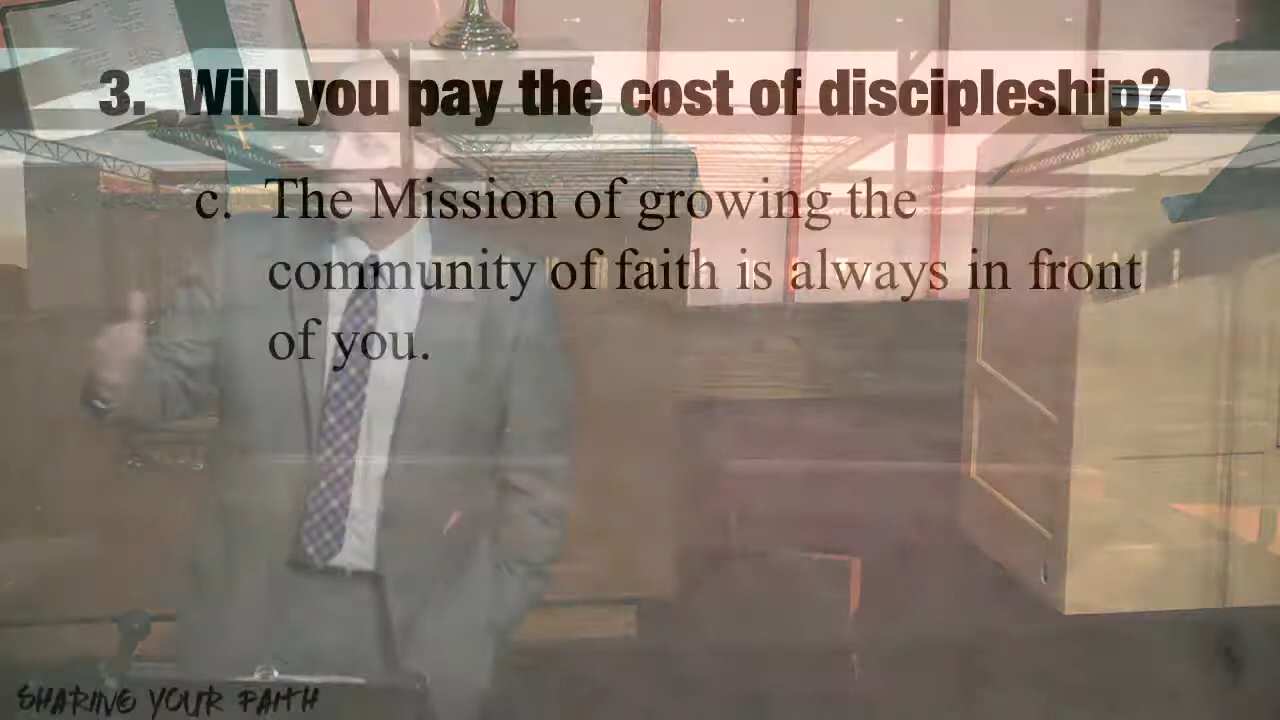 3. Will you pay the cost of discipleship?
c. The Mission of growing the
community of faith is always in front
of you.
SHARING YOUR FAITH